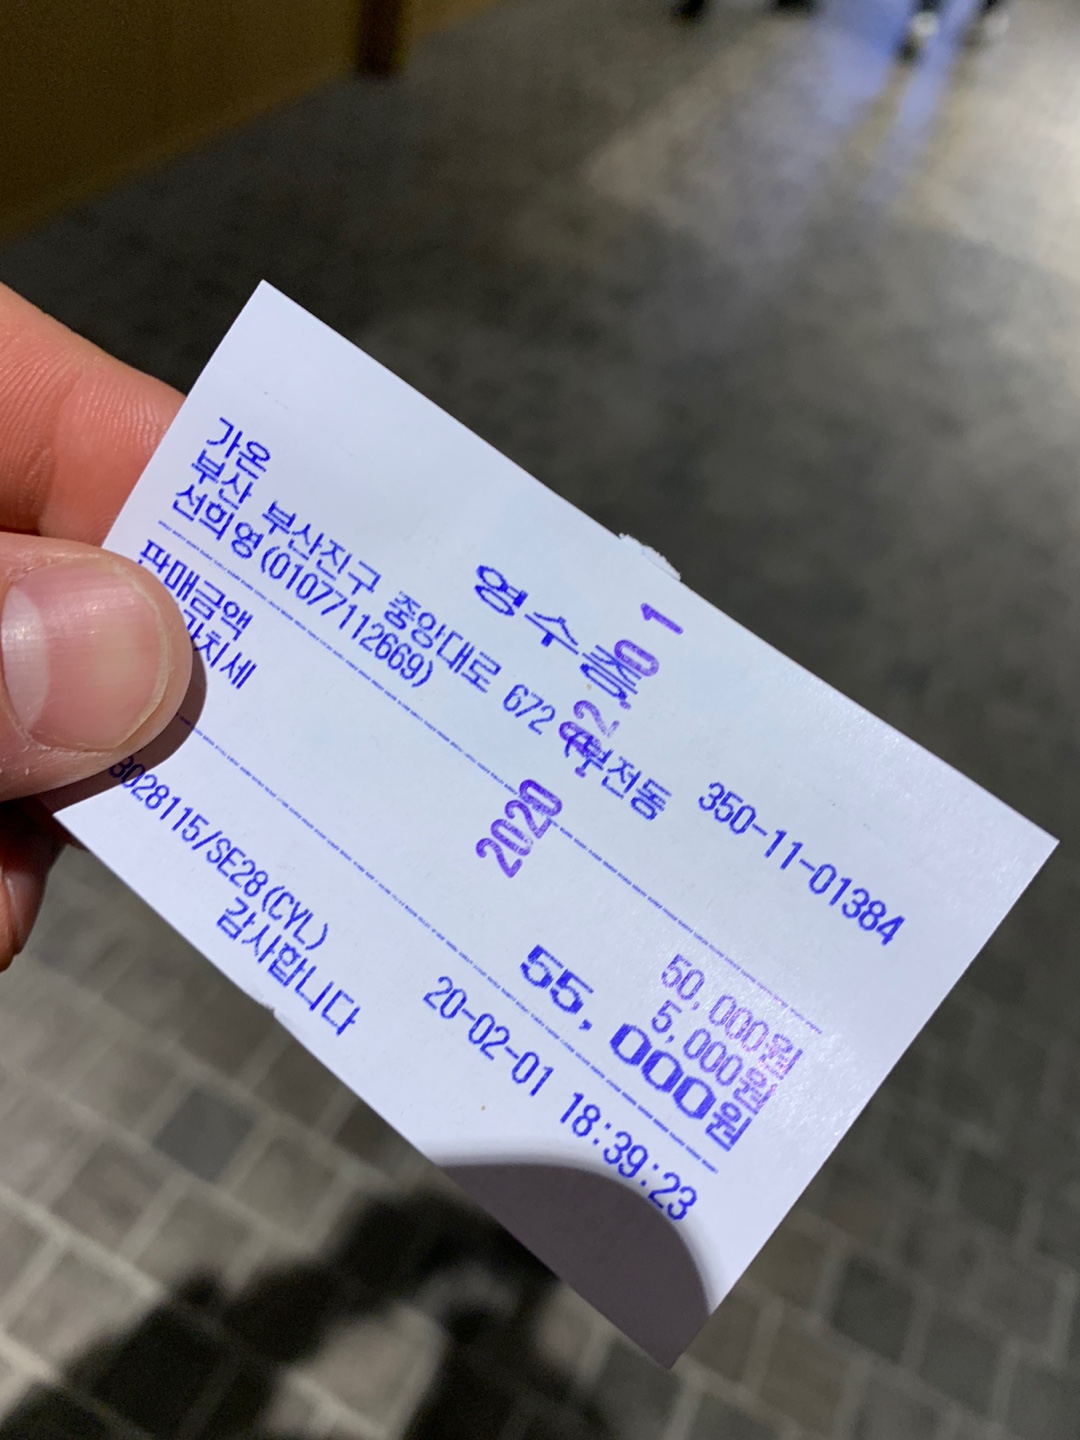 영수증
가온 350-11-01384
부산 부산진구 중앙대로 672 (부전동
선희영(01077112669)
2020. 02. 01
판매금액 50,000원
가치세 5,000원
55,000원
3028115/SE28(CYL) 20-02-01 18:39:23
감사합니다